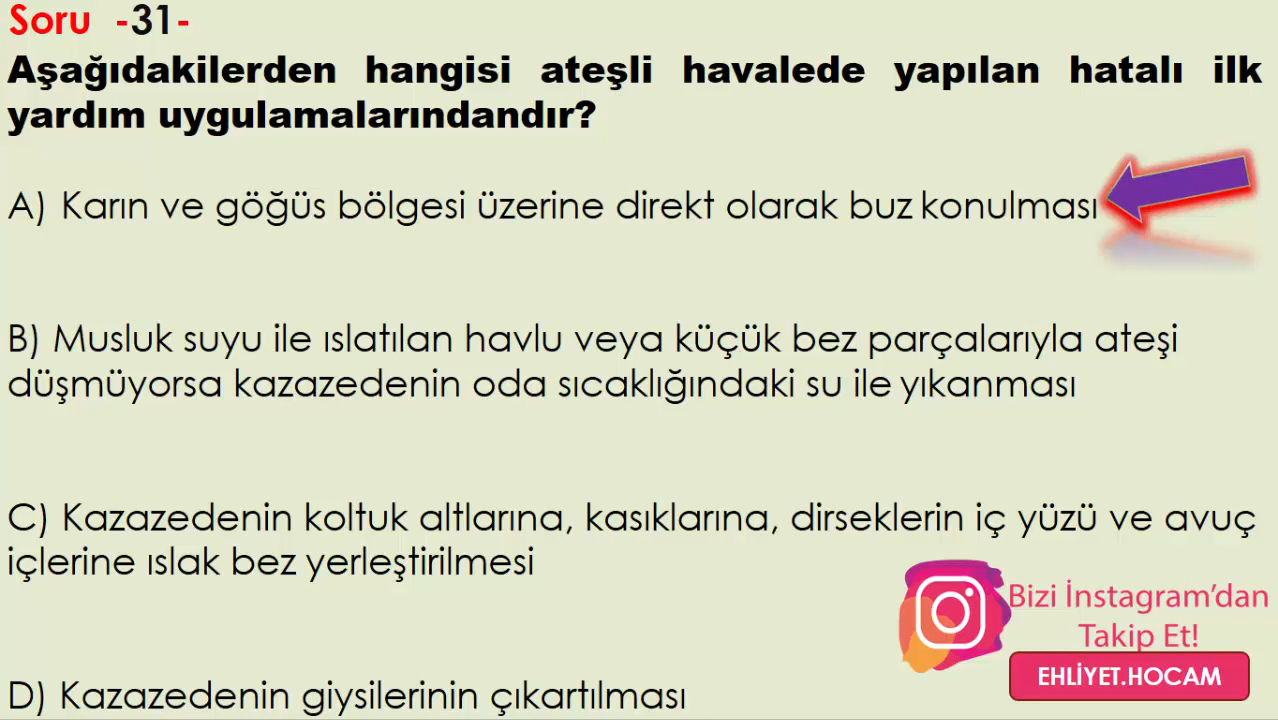 Soru -31-
Aşağıdakilerden hangisi ateşli havalede yapılan hatalı ilk
yardım uygulamalarındandır?
A) Karın ve göğüs bölgesi üzerine direkt olarak buz konulması
B) Musluk suyu ile ıslatılan havlu veya küçük bez parçalarıyla ateşi
düşmüyorsa kazazedenin oda sıcaklığındaki su ile yıkanması
C) Kazazedenin koltuk altlarına, kasıklarına, dirseklerin iç yüzü ve avuç
içlerine ıslak bez yerleştirilmesi
Bizi İnstagram’dan
Takip Et!
EHLİYET.HOCAM
D) Kazazedenin giysilerinin çıkartılması